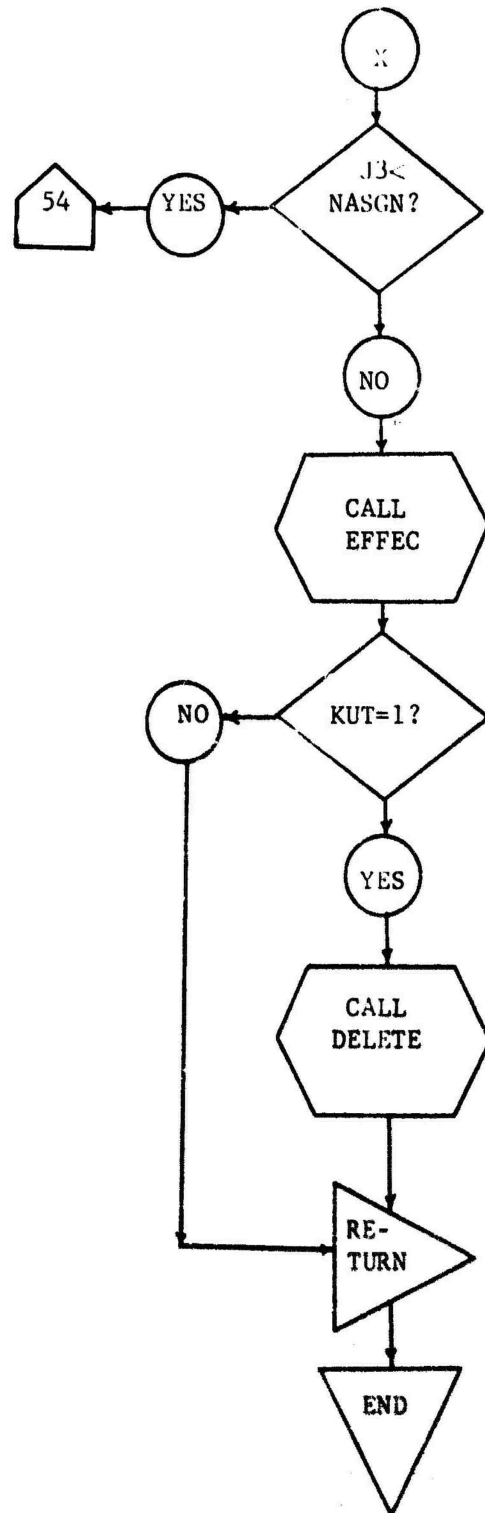 X
J3<
NASGN?
YES
54
NO
CALL
EFFEC
KUT=1?
NO
YES
CALL
DELETE
RE-
TURN
END